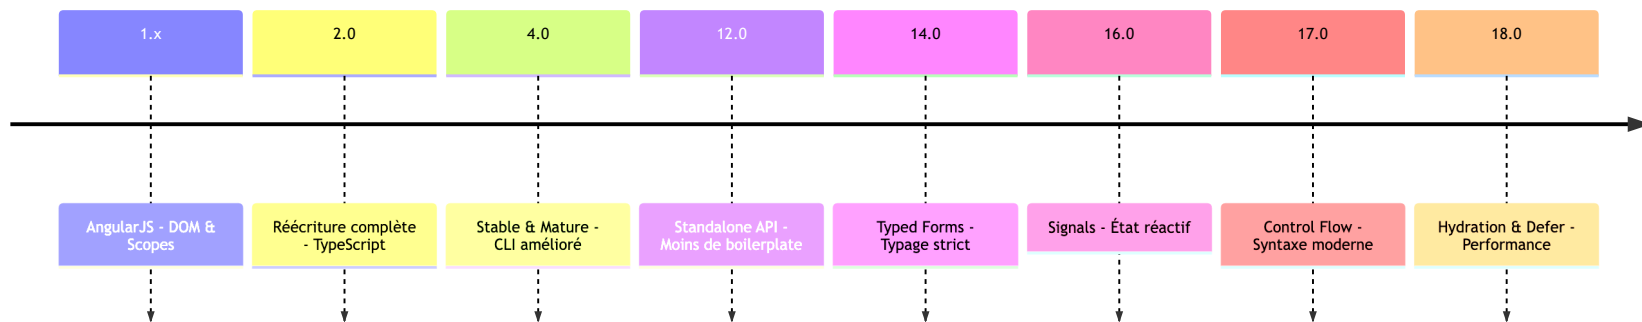 1.x
2.0
4.0
12.0
14.0
16.0
17.0
18.0
AngularJS - DOM &
Scopes
Réécriture complète
- TypeScript
Stable & Mature -
CLI amélioré
Standalone API -
Moins de boilerplate
Typed Forms -
Typage strict
Signals - État réactif
Control Flow -
Syntaxe moderne
Hydration & Defer -
Performance